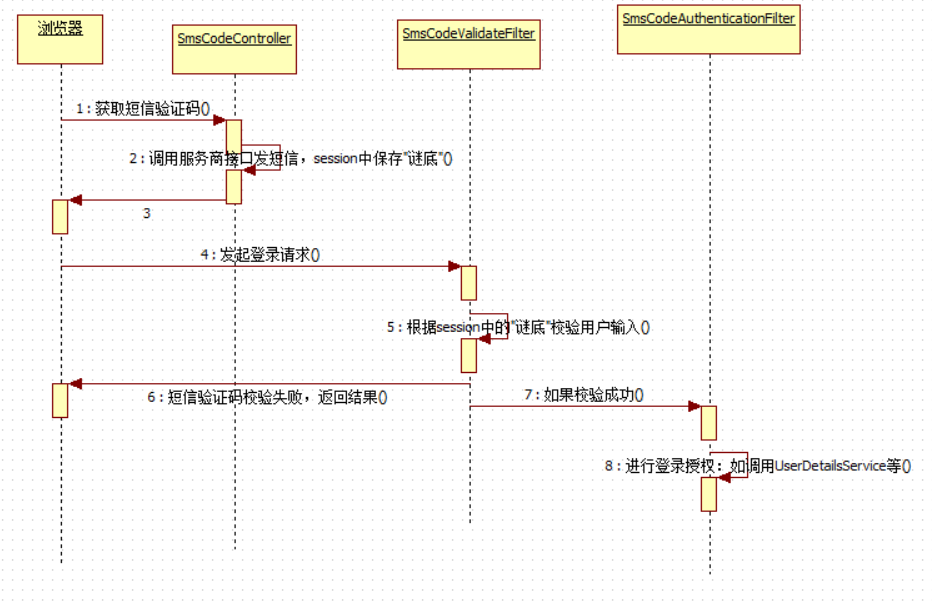 浏览器
SmsCodeController
SmsCodeValidateFilter
SmsCodeAuthenticationFilter
1 : 获取短信验证码()
2 : 调用服务商接口发短信，session中保存"谜底"()
3
4 : 发起登录请求()
5 : 根据session中的"谜底"校验用户输入()
6 : 短信验证码校验失败，返回结果()
7 : 如果校验成功()
8 : 进行登录授权：如调用UserDetailsService等()